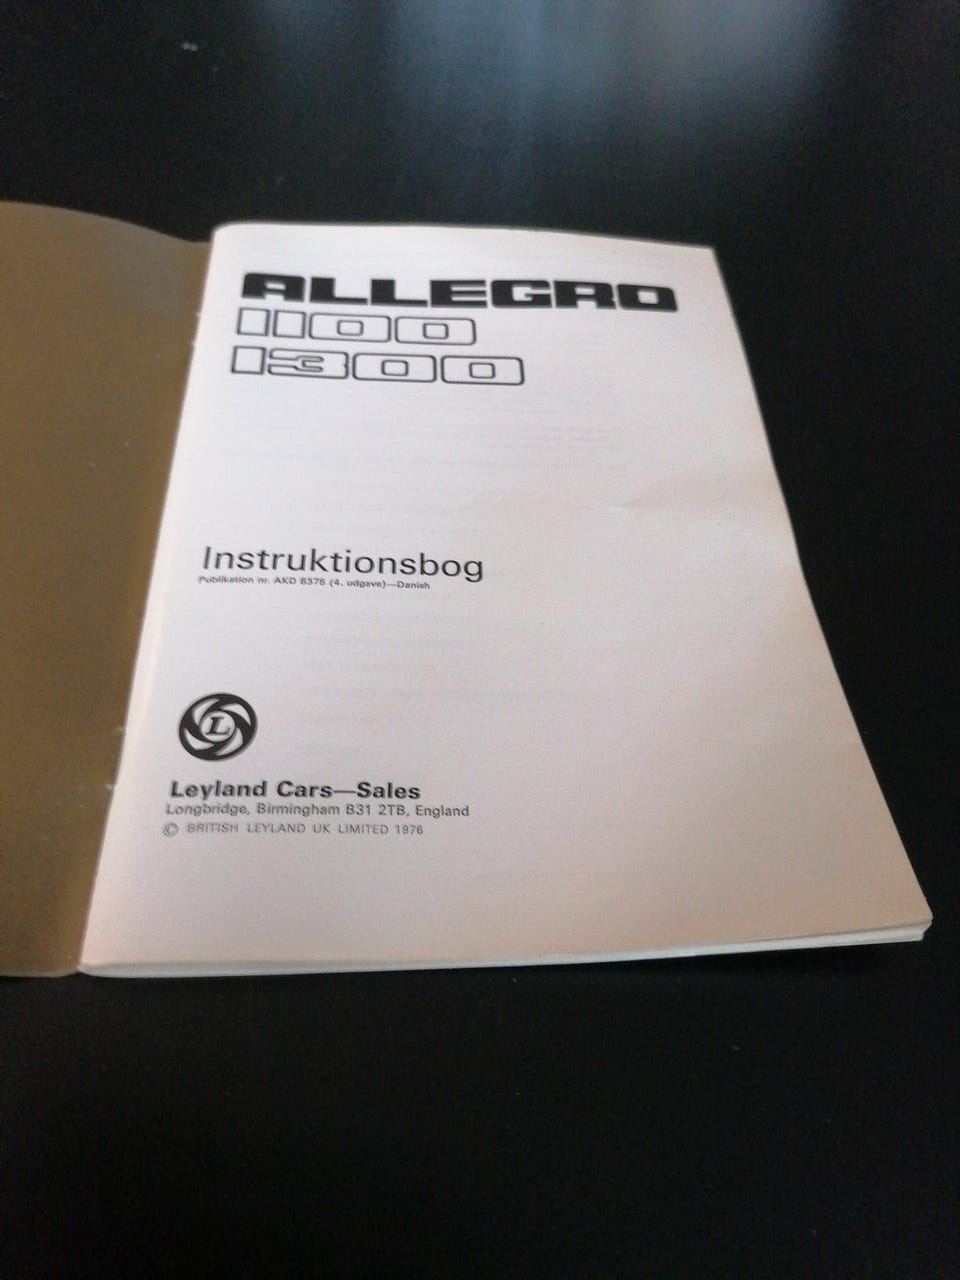 ALLEGRO
1100
1300
Instruktionsbog
Publikation nr. AKD 8375 (4. udgave)—Danish
L
Leyland Cars—Sales
Longbridge, Birmingham B31 2TB, England
© BRITISH LEYLAND UK LIMITED 1976